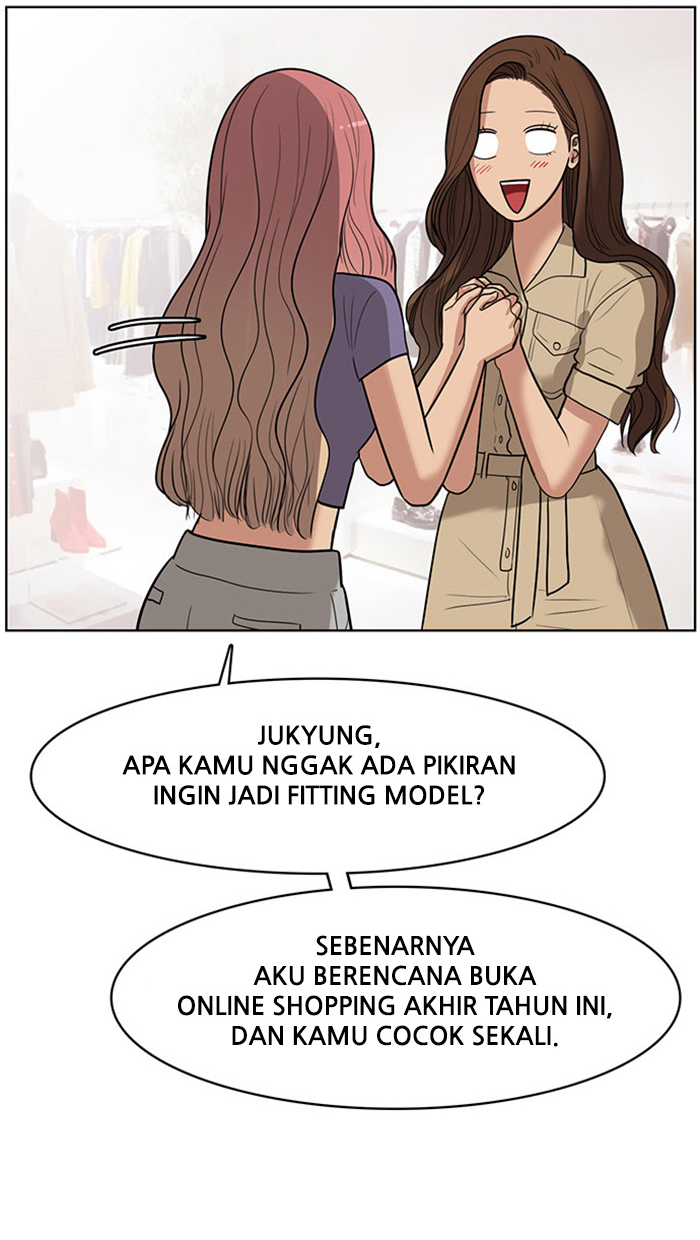 JUKYUNG,
APA KAMU NGGAK ADA PIKIRAN
INGIN JADI FITTING MODEL?
SEBENARNYA
AKU BERENCANA BUKA
ONLINE SHOPPING AKHIR TAHUN INI,
DAN KAMU COCOK SEKALI.